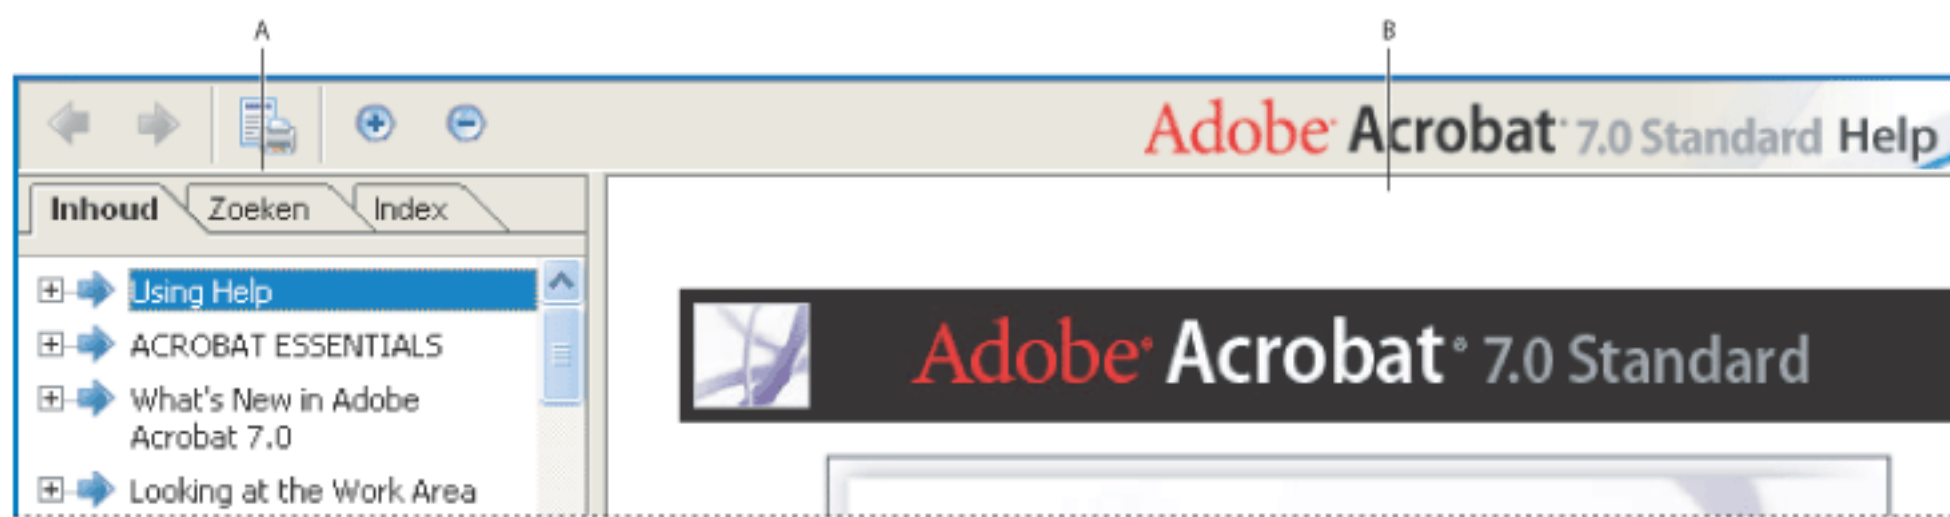 A
B
Adobe® Acrobat® 7.0 Standard Help
Inhoud Zoeken Index
Using Help
ACROBAT ESSENTIALS
What's New in Adobe
Acrobat 7.0
Looking at the Work Area
Adobe® Acrobat® 7.0 Standard